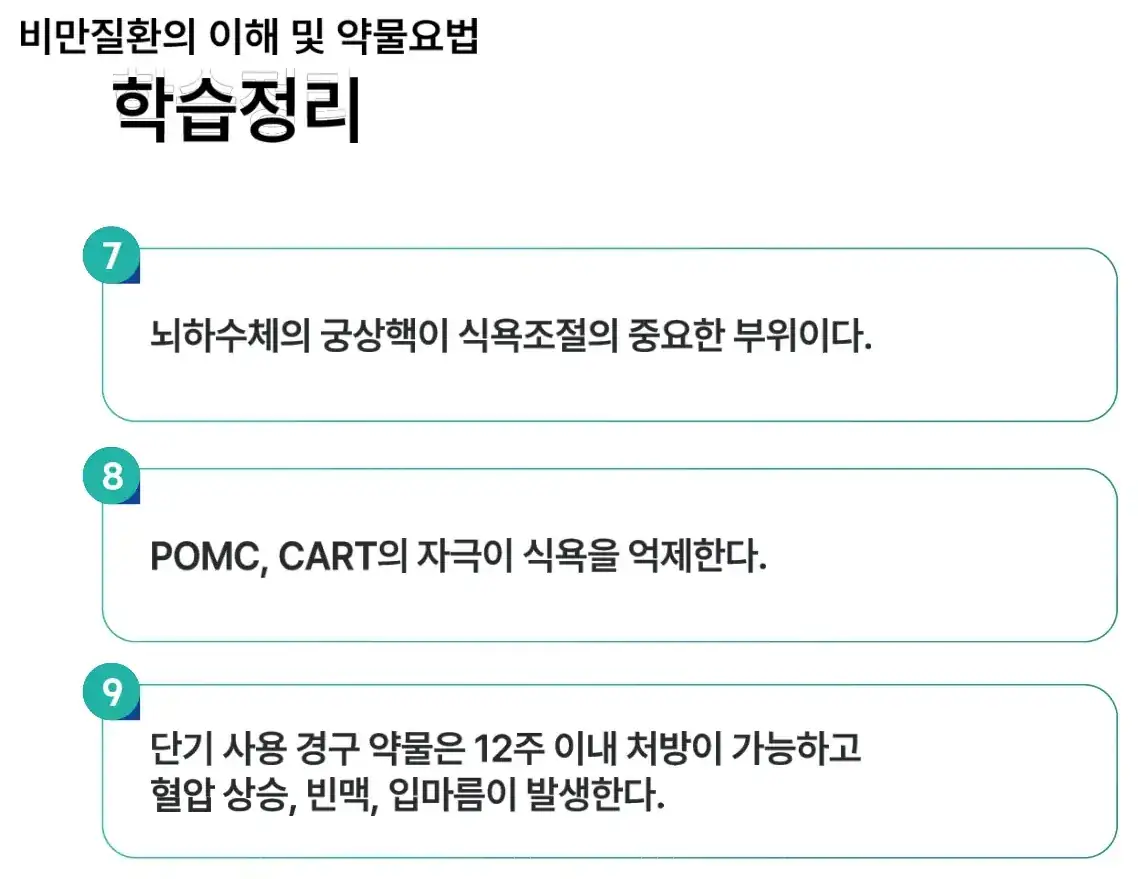 비만질환의 이해 및 약물요법
학습정리
7
뇌하수체의 궁상핵이 식욕조절의 중요한 부위이다.
8
POMC, CART의 자극이 식욕을 억제한다.
9
단기 사용 경구 약물은 12주 이내 처방이 가능하고
혈압 상승, 빈맥, 입마름이 발생한다.